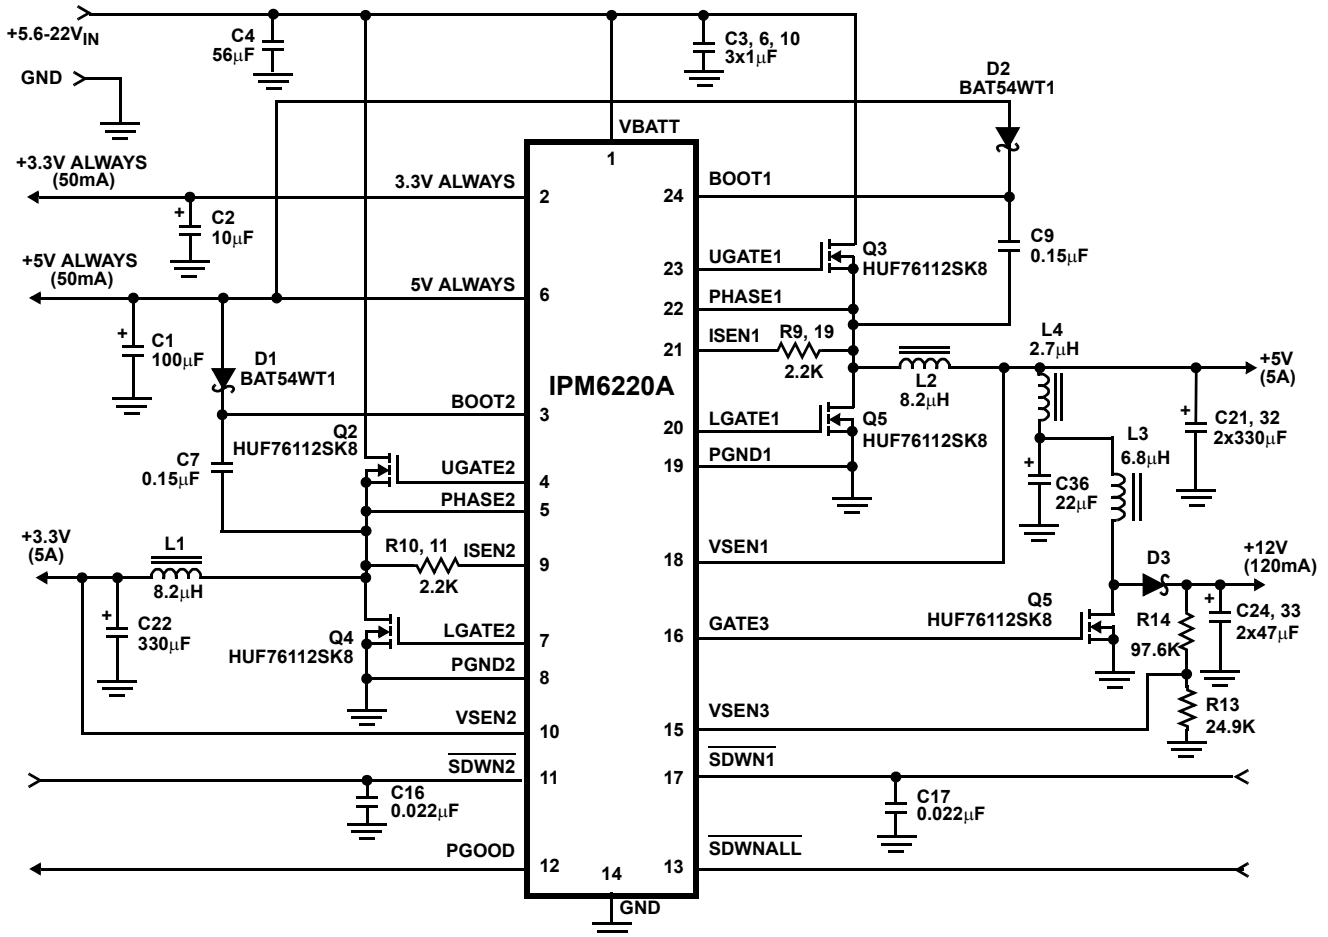 +5.6-22VIN
GND
C4
56µF
C3, 6, 10
3x1µF
D2
BAT54WT1
VBATT
1
+3.3V ALWAYS
(50mA)
3.3V ALWAYS
2
C2
10µF
+5V ALWAYS
(50mA)
5V ALWAYS
6
C1
100µF
D1
BAT54WT1
BOOT2
3
Q2
HUF76112SK8
C7
0.15µF
UGATE2
4
PHASE2
5
+3.3V
(5A)
L1
8.2µH
R10, 11
2.2K
ISEN2
9
C22
330µF
Q4
HUF76112SK8
LGATE2
7
PGND2
8
VSEN2
10
SDWN2
11
C16
0.022µF
PGOOD
12
IPM6220A
14
GND
24
BOOT1
C9
0.15µF
23
UGATE1
Q3
HUF76112SK8
22
PHASE1
21
ISEN1
R9, 19
2.2K
L2
8.2µH
L4
2.7µH
+5V
(5A)
20
LGATE1
Q5
HUF76112SK8
19
PGND1
C21, 32
2x330µF
L3
6.8µH
C36
22µF
18
VSEN1
D3
+12V
(120mA)
16
GATE3
Q5
HUF76112SK8
R14
97.6K
C24, 33
2x47µF
15
VSEN3
R13
24.9K
17
SDWN1
C17
0.022µF
13
SDWNALL